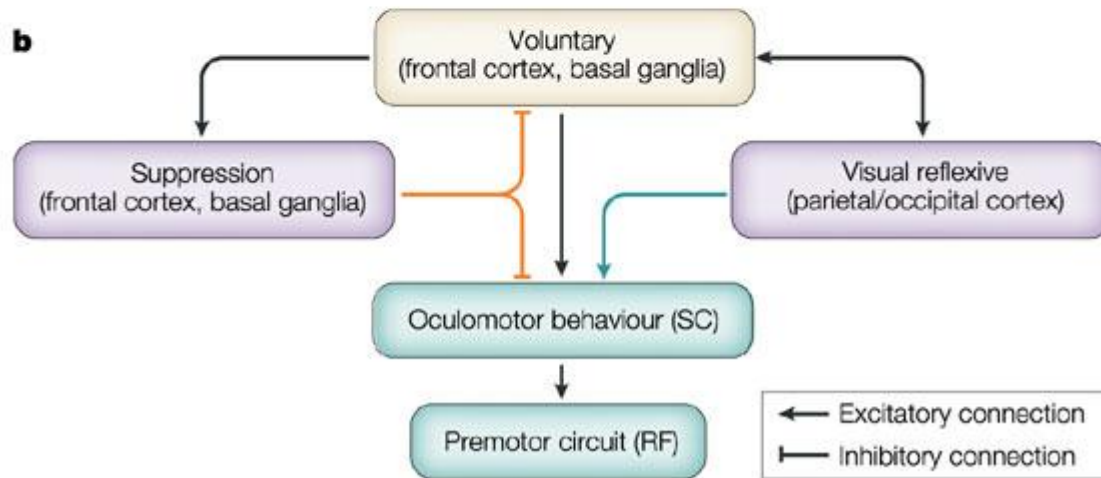 b
Voluntary
(frontal cortex, basal ganglia)
Suppression
(frontal cortex, basal ganglia)
Visual reflexive
(parietal/occipital cortex)
Oculomotor behaviour (SC)
Premotor circuit (RF)
Excitatory connection
Inhibitory connection